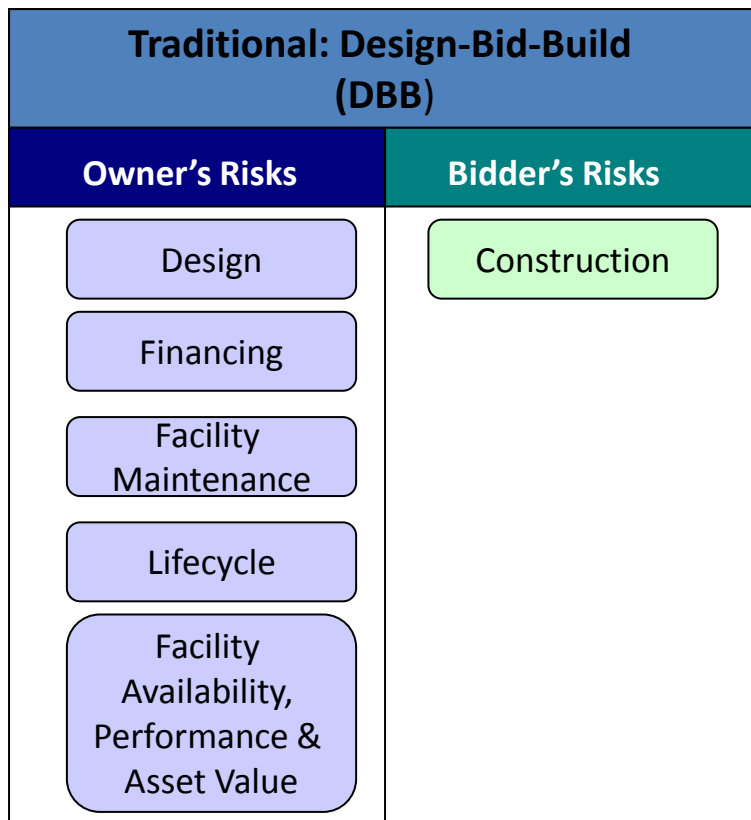 Traditional: Design-Bid-Build
(DBB)
Owner’s Risks
Bidder’s Risks
Design
Construction
Financing
Facility
Maintenance
Lifecycle
Facility
Availability,
Performance &
Asset Value